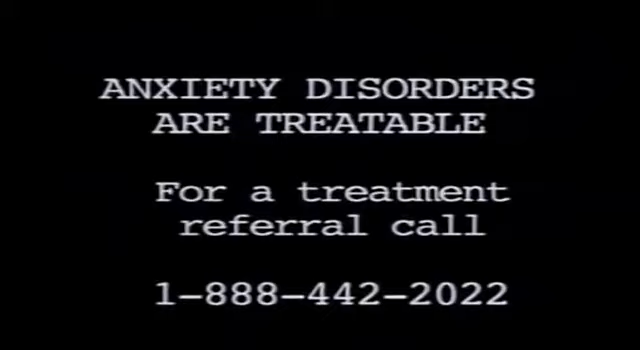 ANXIETY DISORDERS
ARE TREATABLE
For a treatment
referral call
1-888-442-2022